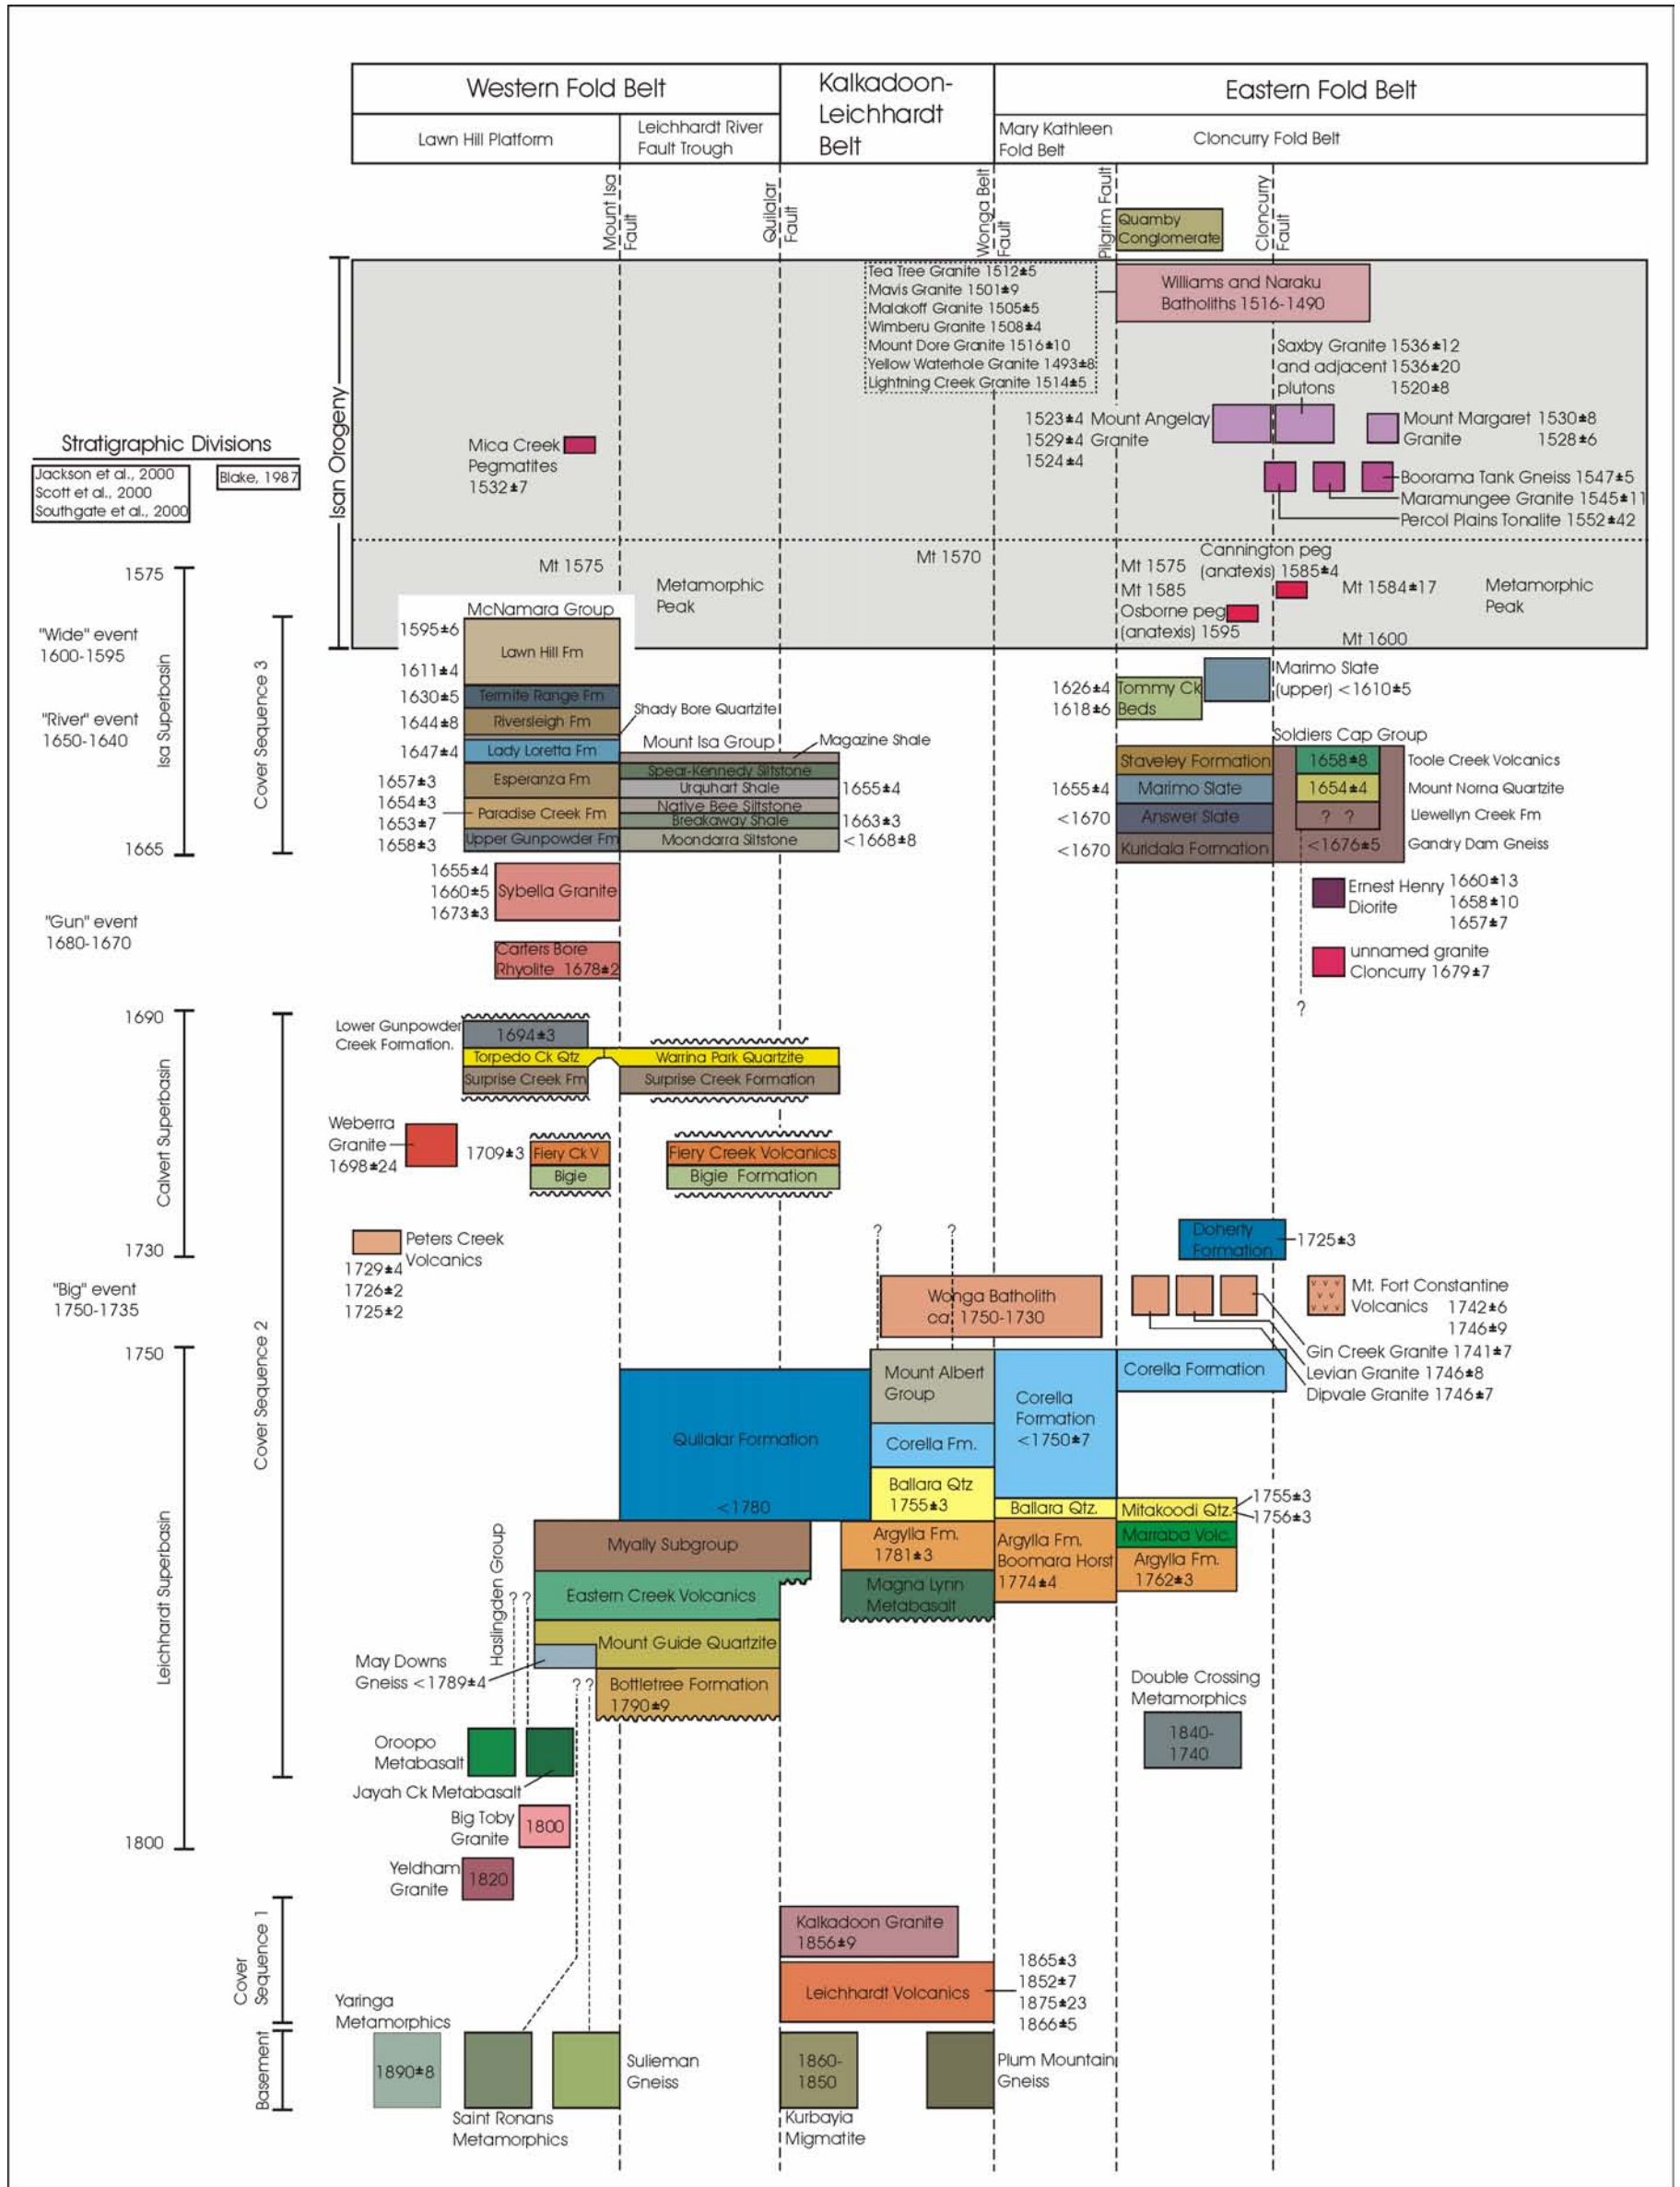 Western Fold Belt
Kalkadoon-
Leichhardt
Belt
Eastern Fold Belt
Lawn Hill Platform
Leichhardt River
Fault Trough
Mary Kathleen
Fold Belt
Cloncurry Fold Belt
Mount Isa
Fault
Quilalar
Fault
Wonga Belt
Fault
Pilgrim Fault
Cloncurry
Fault
Quamby
Conglomerate
Isan Orogeny
Tea Tree Granite 1512±5
Mavis Granite 1501±9
Malakoff Granite 1505±5
Wimberu Granite 1508±4
Mount Dore Granite 1516±10
Yellow Waterhole Granite 1493±8
Lightning Creek Granite 1514±5
Williams and Naraku
Batholiths 1516-1490
Saxby Granite 1536±12
and adjacent 1536±20
plutons 1520±8
1523±4 Mount Angelay
1529±4 Granite
1524±4
Mount Margaret 1530±8
Granite 1528±6
Mica Creek
Pegmatites
1532±7
Boorama Tank Gneiss 1547±5
Maramungee Granite 1545±11
Percol Plains Tonalite 1552±42
Stratigraphic Divisions
Jackson et al., 2000
Scott et al., 2000
Southgate et al., 2000
Blake, 1987
Mt 1575
Metamorphic
Peak
Mt 1570
Mt 1575
Mt 1585
Cannington peg
(anatexis) 1585±4
Osborne peg
(anatexis) 1595
Mt 1584±17
Metamorphic
Peak
Mt 1600
1575
"Wide" event
1600-1595
"River" event
1650-1640
Isa Superbasin
Cover Sequence 3
1665
"Gun" event
1680-1670
McNamara Group
1595±6
Lawn Hill Fm
1611±4
1630±5
Termite Range Fm
1644±8
Riversleigh Fm
Shady Bore Quartzite
1647±4
Lady Loretta Fm
1657±3
Esperanza Fm
1654±3
1653±7
Paradise Creek Fm
1658±3
Upper Gunpowder Fm
Mount Isa Group
Magazine Shale
Spear-Kennedy Siltstone
Urquhart Shale
1655±4
Native Bee Siltstone
Breakaway Shale
1663±3
Moondarra Siltstone
<1668±8
1626±4
1618±6
Tommy Ck
Beds
Marimo Slate
(upper) <1610±5
Soldiers Cap Group
Staveley Formation
1655±4
Marimo Slate
<1670
Answer Slate
<1670
Kuridala Formation
1658±8
Toole Creek Volcanics
1654±4
Mount Norna Quartzite
? ?
Llewellyn Creek Fm
<1676±5
Gandry Dam Gneiss
1655±4
1660±5
1673±3
Sybella Granite
Carters Bore
Rhyolite 1678±2
Ernest Henry
Diorite
1660±13
1658±10
1657±7
unnamed granite
Cloncurry 1679±7
?
1690
Calvert Superbasin
1730
"Big" event
1750-1735
1750
Cover Sequence 2
Leichhardt Superbasin
1800
Lower Gunpowder
Creek Formation.
1694±3
Torpedo Ck Qtz
Surprise Creek Fm
Warrina Park Quartzite
Surprise Creek Formation
Weberra
Granite
1698±24
1709±3
Fiery Ck V
Bigie
Fiery Creek Volcanics
Bigie Formation
Peters Creek
Volcanics
1729±4
1726±2
1725±2
? ?
Wonga Batholith
ca 1750-1730
Doherty
Formation
1725±3
Mt. Fort Constantine
Volcanics 1742±6
1746±9
Gin Creek Granite 1741±7
Levian Granite 1746±8
Dipvale Granite 1746±7
Quilalar Formation
<1780
Mount Albert
Group
Corella Fm.
Ballara Qtz
1755±3
Corella
Formation
<1750±7
Corella Formation
Ballara Qtz.
Mitakoodi Qtz.
1755±3
1756±3
Marraba Volc.
Argylla Fm.
1762±3
Argylla Fm.
1781±3
Magna Lynn
Metabasalt
Argylla Fm,
Boomara Horst
1774±4
Haslingden Group
Myally Subgroup
Eastern Creek Volcanics
Mount Guide Quartzite
Bottletree Formation
1790±9
? ?
May Downs
Gneiss <1789±4
? ?
Oroopo
Metabasalt
Jayah Ck Metabasalt
Big Toby
Granite
1800
Yeldham
Granite
1820
Double Crossing
Metamorphics
1840-
1740
Cover
Sequence 1
Kalkadoon Granite
1856±9
Leichhardt Volcanics
1865±3
1852±7
1875±23
1866±5
Basement
Yaringa
Metamorphics
1890±8
Saint Ronans
Metamorphics
Sulieman
Gneiss
1860-
1850
Kurbayia
Migmatite
Plum Mountain
Gneiss